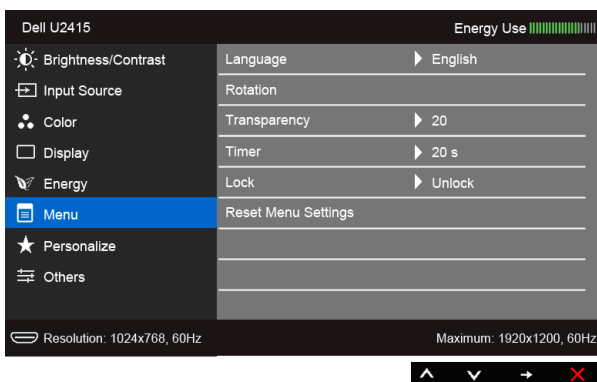 Dell U2415 Energy Use
Brightness/Contrast Language English
Input Source Rotation
Color Transparency 20
Display Timer 20 s
Energy Lock Unlock
Menu Reset Menu Settings
Personalize
Others
Resolution: 1024x768, 60Hz Maximum: 1920x1200, 60Hz